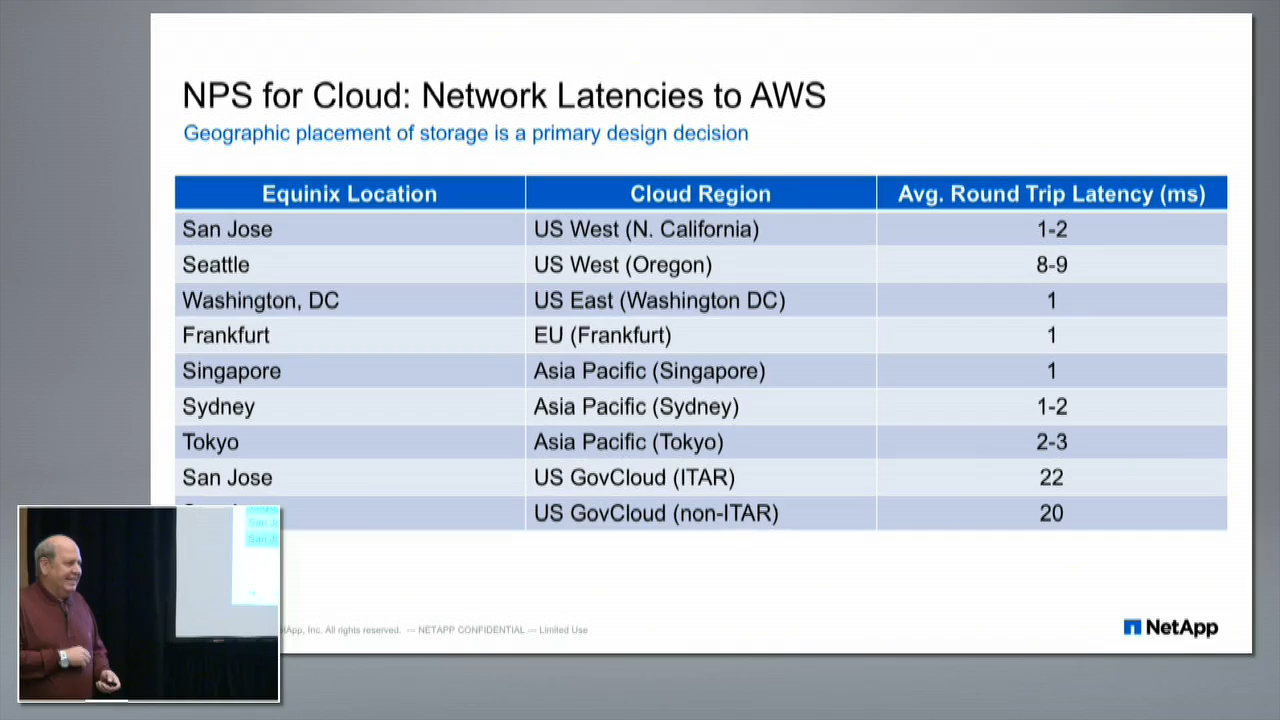 NPS for Cloud: Network Latencies to AWS
Geographic placement of storage is a primary design decision
Equinix Location Cloud Region Avg. Round Trip Latency (ms)
San Jose US West (N. California) 1-2
Seattle US West (Oregon) 8-9
Washington, DC US East (Washington DC) 1
Frankfurt EU (Frankfurt) 1
Singapore Asia Pacific (Singapore) 1
Sydney Asia Pacific (Sydney) 1-2
Tokyo Asia Pacific (Tokyo) 2-3
San Jose US GovCloud (ITAR) 22
US GovCloud (non-ITAR) 20
San J
San J
tApp, Inc. All rights reserved. — NETAPP CONFIDENTIAL — Limited Use
NetApp